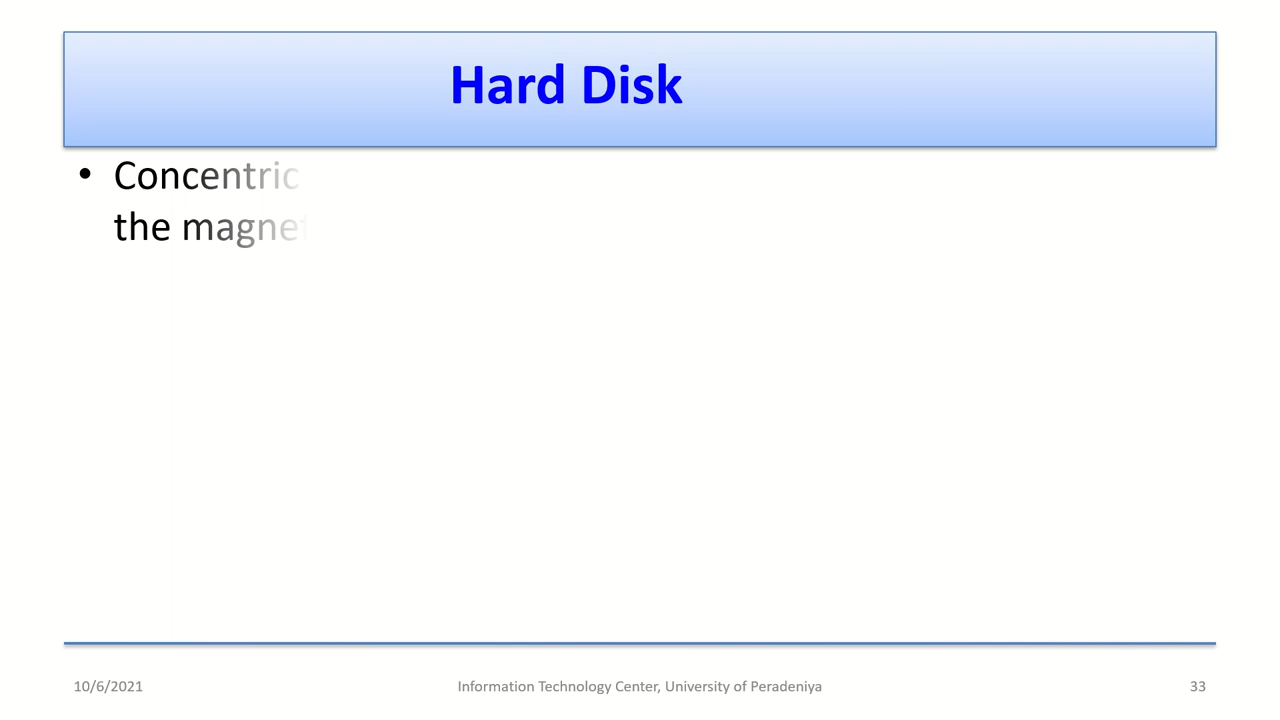 Hard Disk
• Concentric
the magne
10/6/2021
Information Technology Center, University of Peradeniya
33